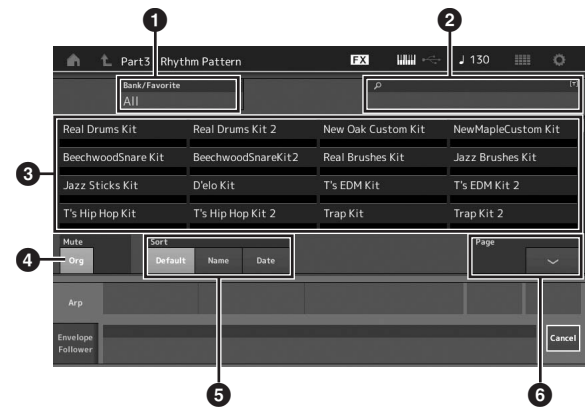 1
2
Part3 - Rhythm Pattern
FX
130
Bank/Favorite
All
[T]
3
Real Drums Kit
Real Drums Kit 2
New Oak Custom Kit
NewMapleCustom Kit
BeechwoodSnare Kit
BeechwoodSnareKit2
Real Brushes Kit
Jazz Brushes Kit
Jazz Sticks Kit
D'elo Kit
T's EDM Kit
T's EDM Kit 2
T's Hip Hop Kit
T's Hip Hop Kit 2
Trap Kit
Trap Kit 2
Mute
Sort
Page
4
Org
Default
Name
Date
Arp
Envelope
Follower
Cancel
5
6